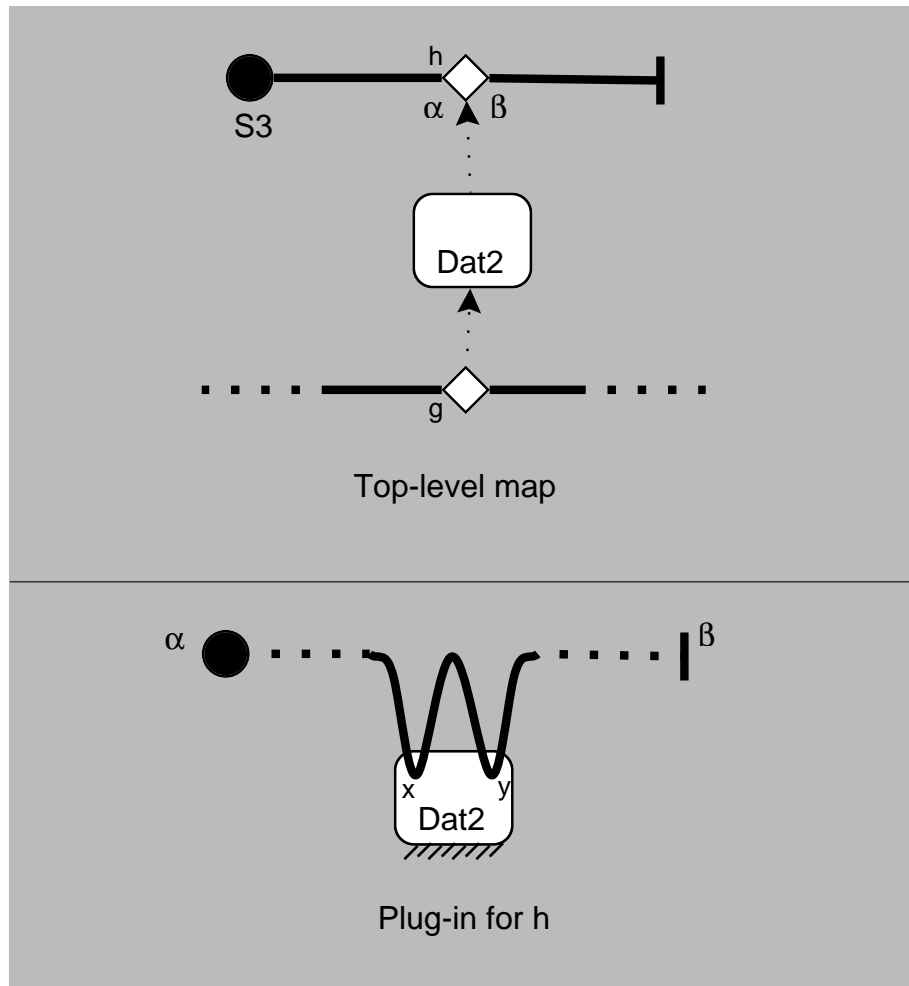 h
α β
S3
Dat2
g
Top-level map
α β
x y
Dat2
Plug-in for h